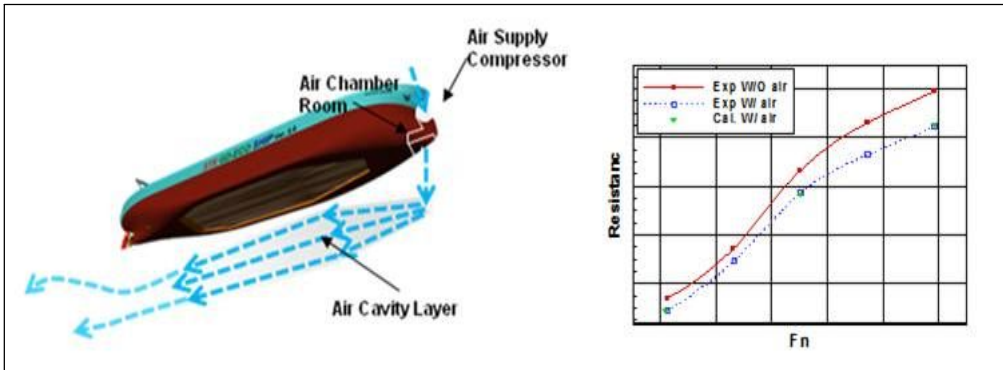 Air Supply
Compressor
Air Chamber
Room
Air Cavity Layer
Exp W/O air
Exp W/ air
Cal. W/ air
Resistanc
Fn